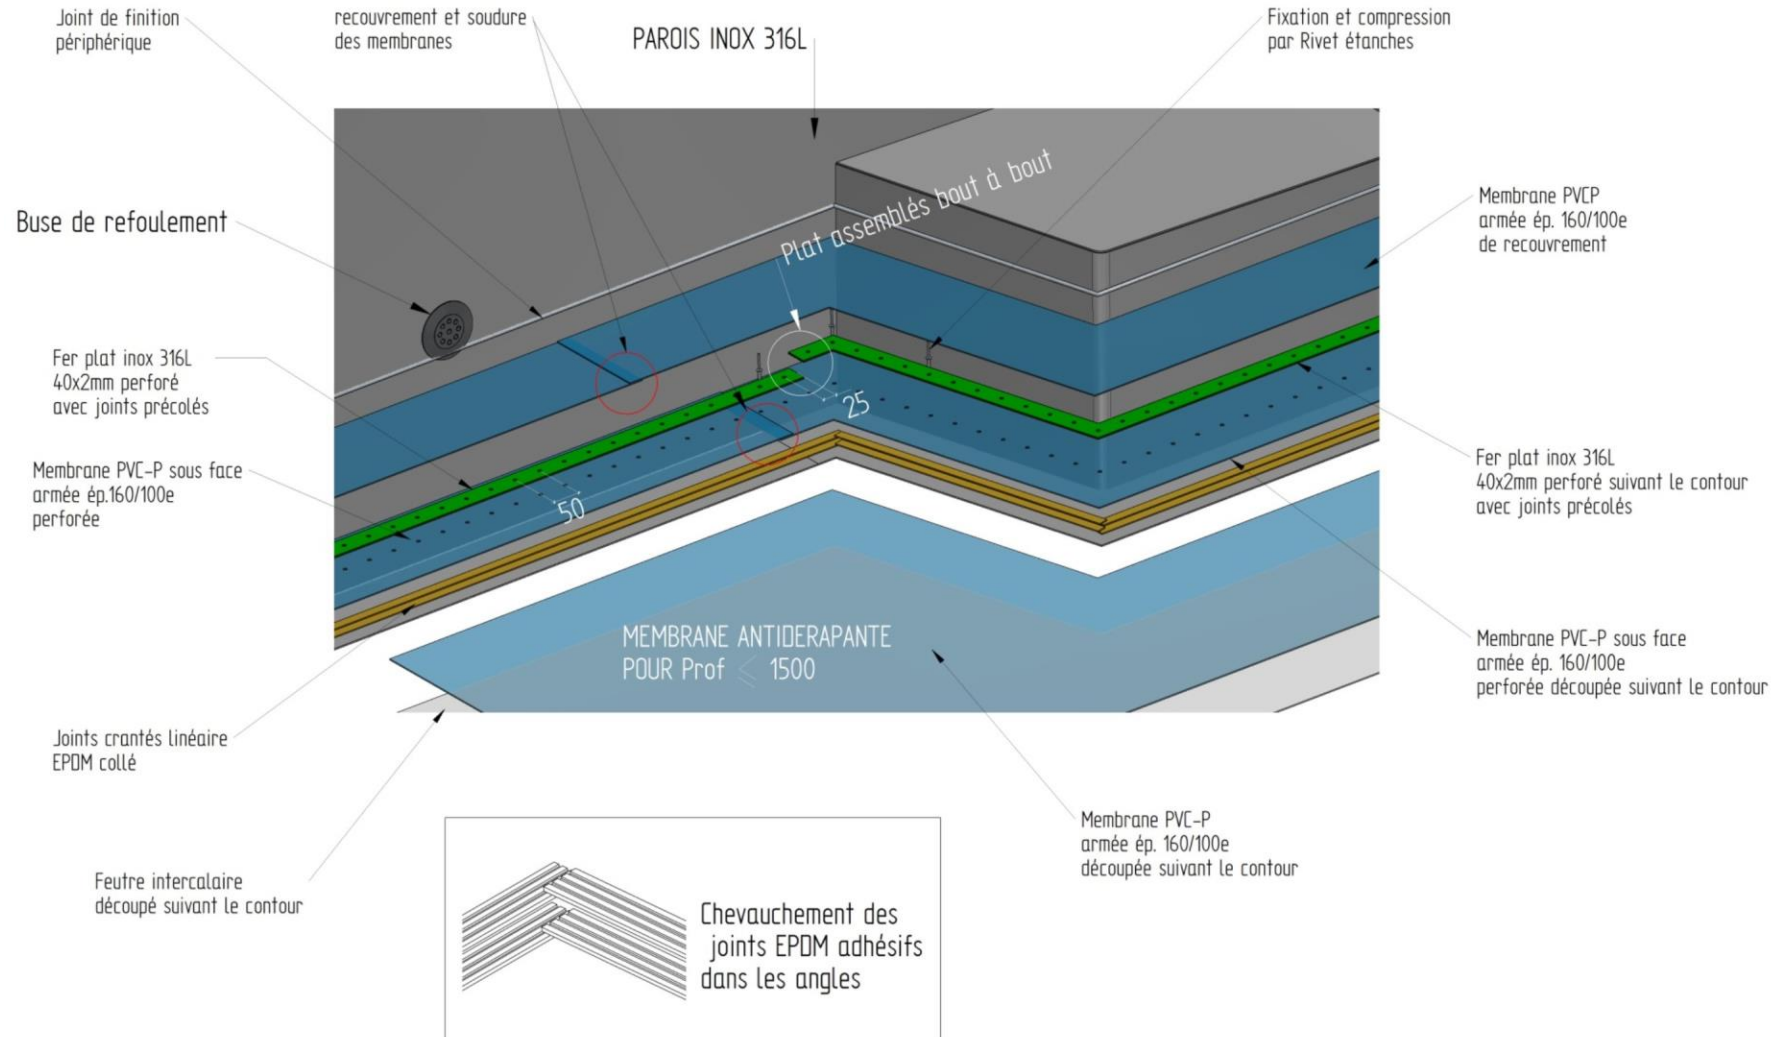 Joint de finition
périphérique
recouvrement et soudure
des membranes
PAROIS INOX 316L
Fixation et compression
par Rivet étanches
Plat assemblés bout à bout
Membrane PVCP
armée ép. 160/100e
de recouvrement
Buse de refoulement
Fer plat inox 316L
40x2mm perforé
avec joints précolés
25
Membrane PVC-P sous face
armée ép.160/100e
perforée
50
Fer plat inox 316L
40x2mm perforé suivant le contour
avec joints précolés
MEMBRANE ANTIDERAPANTE
POUR Prof ⩽ 1500
Membrane PVC-P sous face
armée ép. 160/100e
perforée découpée suivant le contour
Joints crantés linéaire
EPDM collé
Membrane PVC-P
armée ép. 160/100e
découpée suivant le contour
Feutre intercalaire
découpé suivant le contour
Chevauchement des
joints EPDM adhésifs
dans les angles